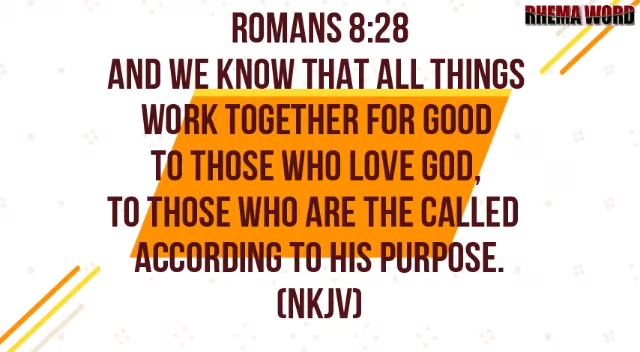 RHEMA WORD
ROMANS 8:28
AND WE KNOW THAT ALL THINGS
WORK TOGETHER FOR GOOD
TO THOSE WHO LOVE GOD,
TO THOSE WHO ARE THE CALLED
ACCORDING TO HIS PURPOSE.
(NKJV)